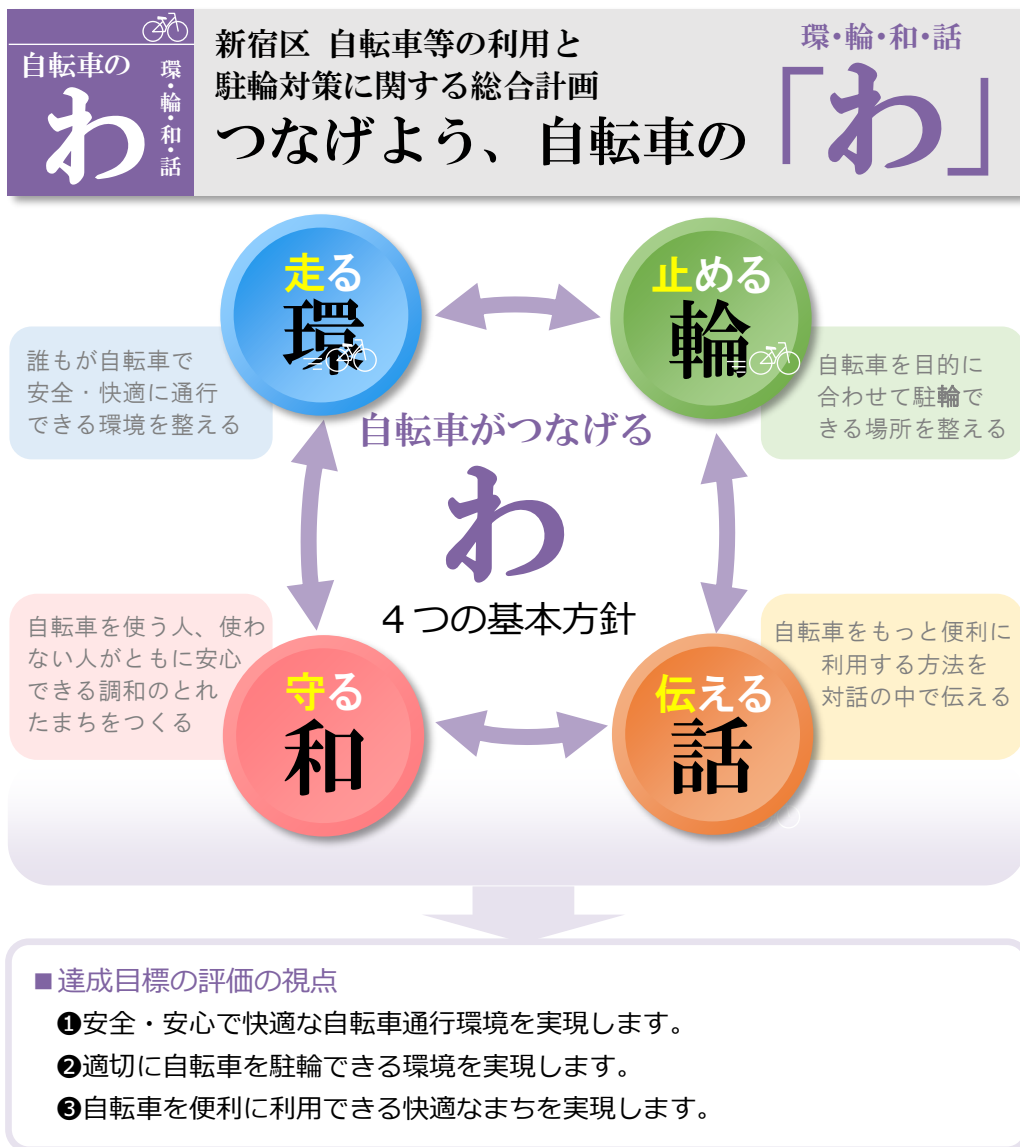 自転車の
わ
環・輪・和・話
新宿区 自転車等の利用と
駐輪対策に関する総合計画
環・輪・和・話
つなげよう、自転車の「わ」
走る
環
止める
輪
誰もが自転車で
安全・快適に通行
できる環境を整える
自転車を目的に
合わせて駐輪で
きる場所を整える
自転車がつなげる
わ
４つの基本方針
自転車を使う人、使わ
ない人がともに安心
できる調和のとれ
たまちをつくる
守る
和
伝える
話
自転車をもっと便利に
利用する方法を
対話の中で伝える
■達成目標の評価の視点
❶安全・安心で快適な自転車通行環境を実現します。
❷適切に自転車を駐輪できる環境を実現します。
❸自転車を便利に利用できる快適なまちを実現します。